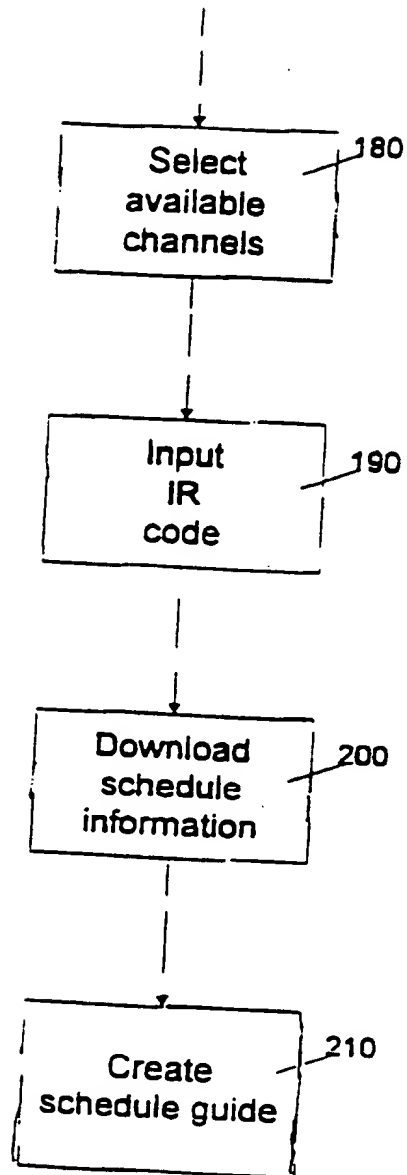 Select
available
channels
180
Input
IR
code
190
Download
schedule
information
200
Create
schedule guide
210